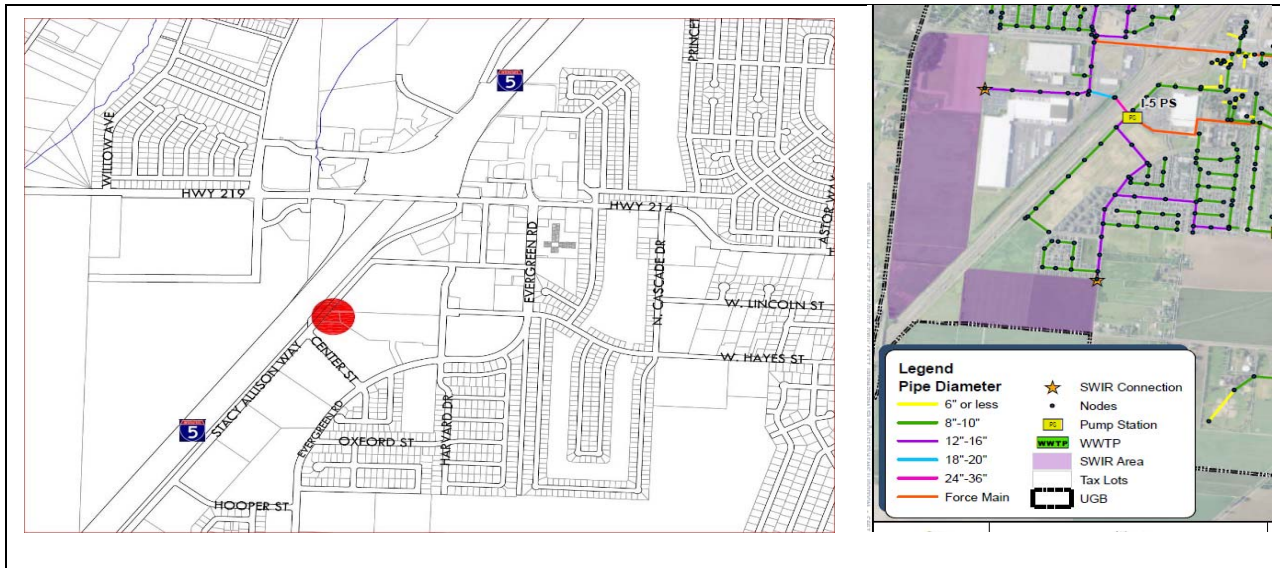 WILLOW AVE
HWY 219
5
PRINCET
HWY 214
ASTOR WAY
EVERGREEN RD
N. CASCADE DR
W. LINCOLN ST
W. HAYES ST
STACY ALLISON WAY
CENTER ST
5
EVERGREEN RD
HARVARD DR
OXFORD ST
HOOPER ST
I-5 PS
PS
Legend
Pipe Diameter
6" or less
8"-10"
12"-16"
18"-20"
24"-36"
Force Main
SWIR Connection
Nodes
PS Pump Station
WWTP WWTP
SWIR Area
Tax Lots
UGB